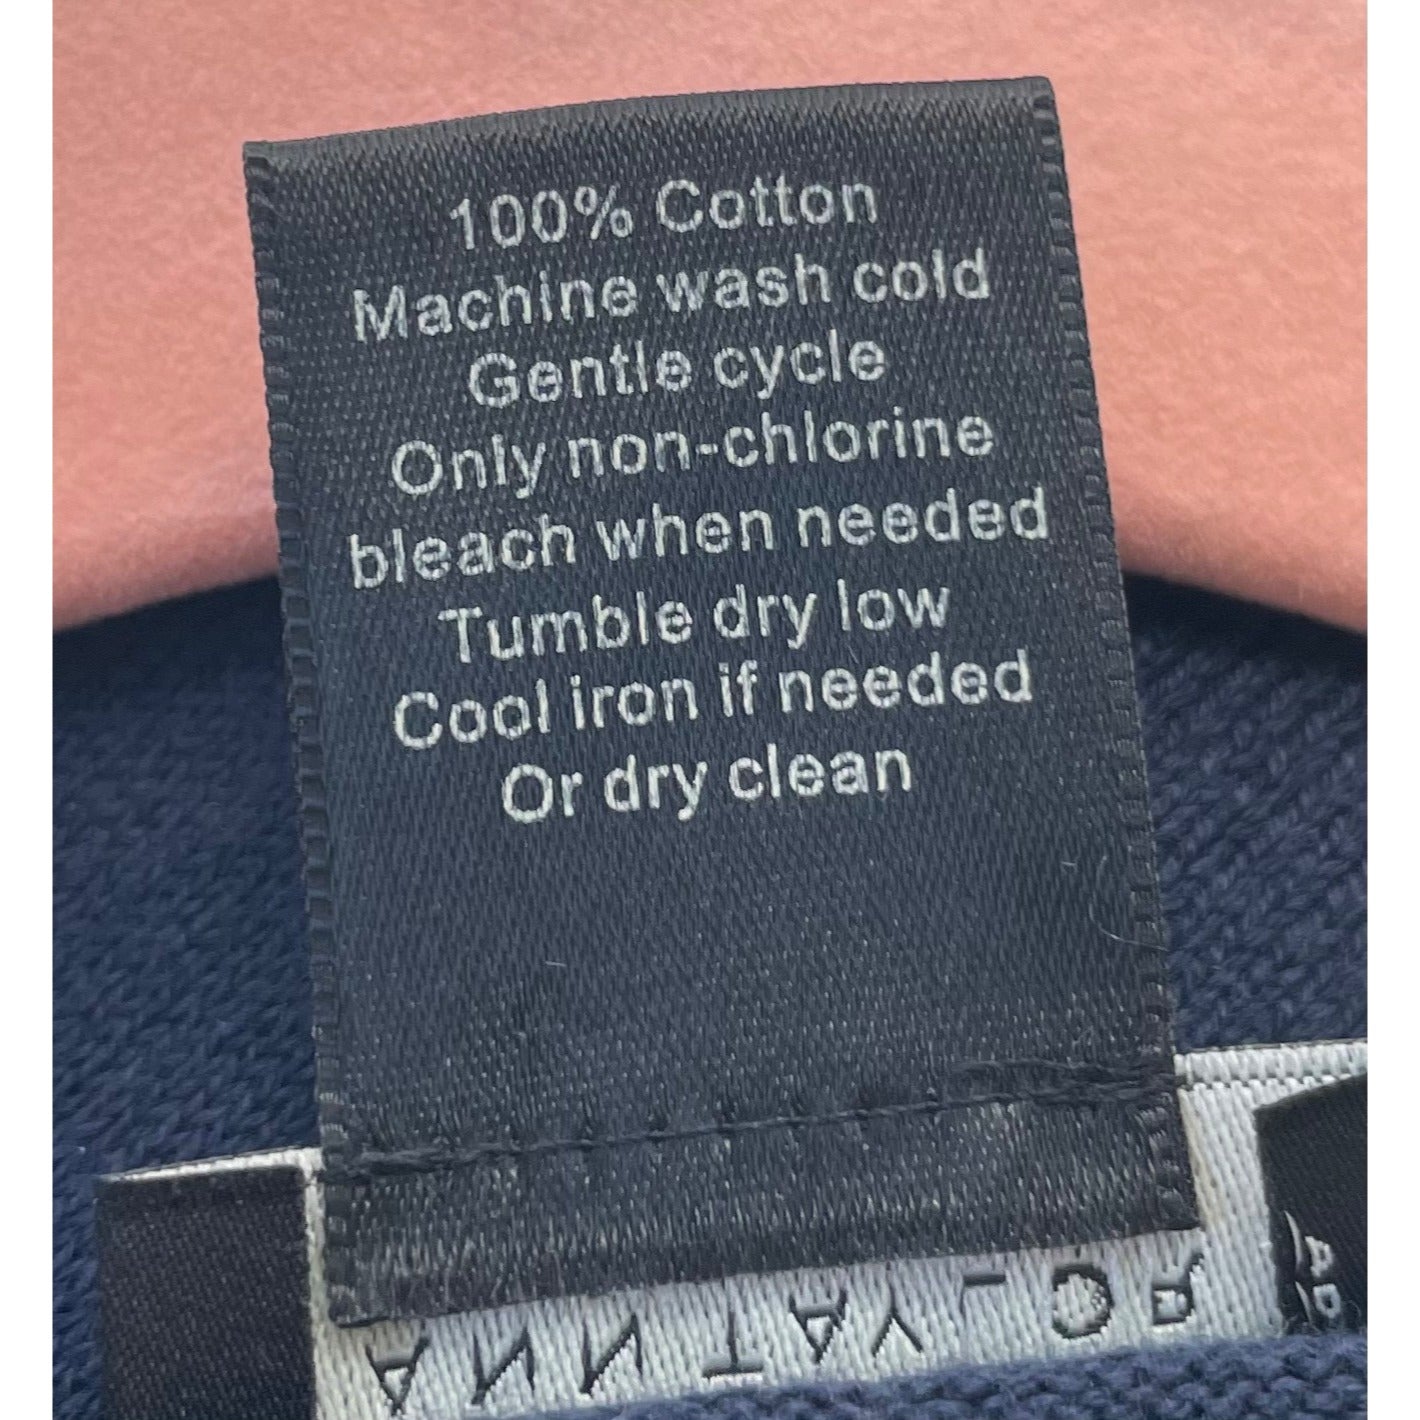 100% Cotton
Machine wash cold
Gentle cycle
Only non-chlorine
bleach when needed
Tumble dry low
Cool iron if needed
Or dry clean